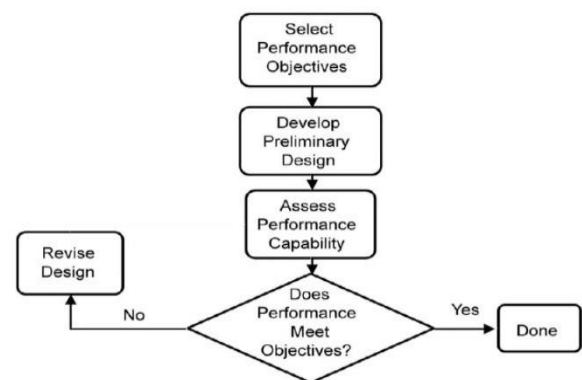 Select
Performance
Objectives
Develop
Preliminary
Design
Assess
Performance
Capability
Revise
Design
Does
Performance
Meet
Objectives?
No
Yes
Done